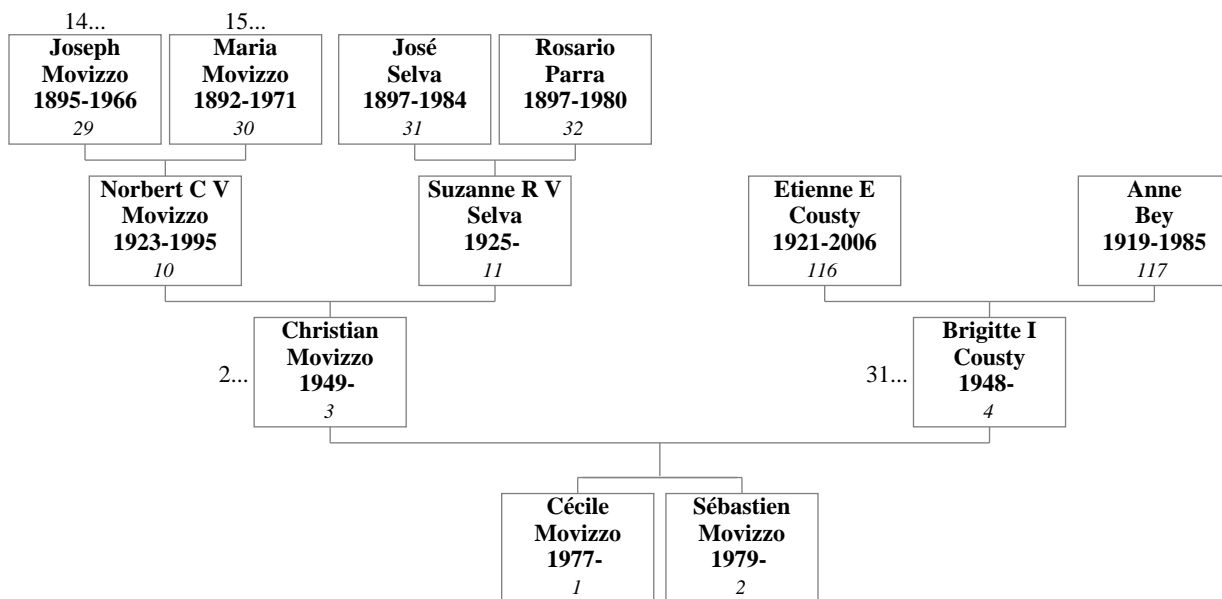 14...
15...
Joseph
Movizzo
1895-1966
29
Maria
Movizzo
1892-1971
30
José
Selva
1897-1984
31
Rosario
Parra
1897-1980
32
Norbert C V
Movizzo
1923-1995
10
Suzanne R V
Selva
1925-
11
Etienne E
Cousty
1921-2006
116
Anne
Bey
1919-1985
117
2...
Christian
Movizzo
1949-
3
31...
Brigitte I
Cousty
1948-
4
Cécile
Movizzo
1977-
1
Sébastien
Movizzo
1979-
2